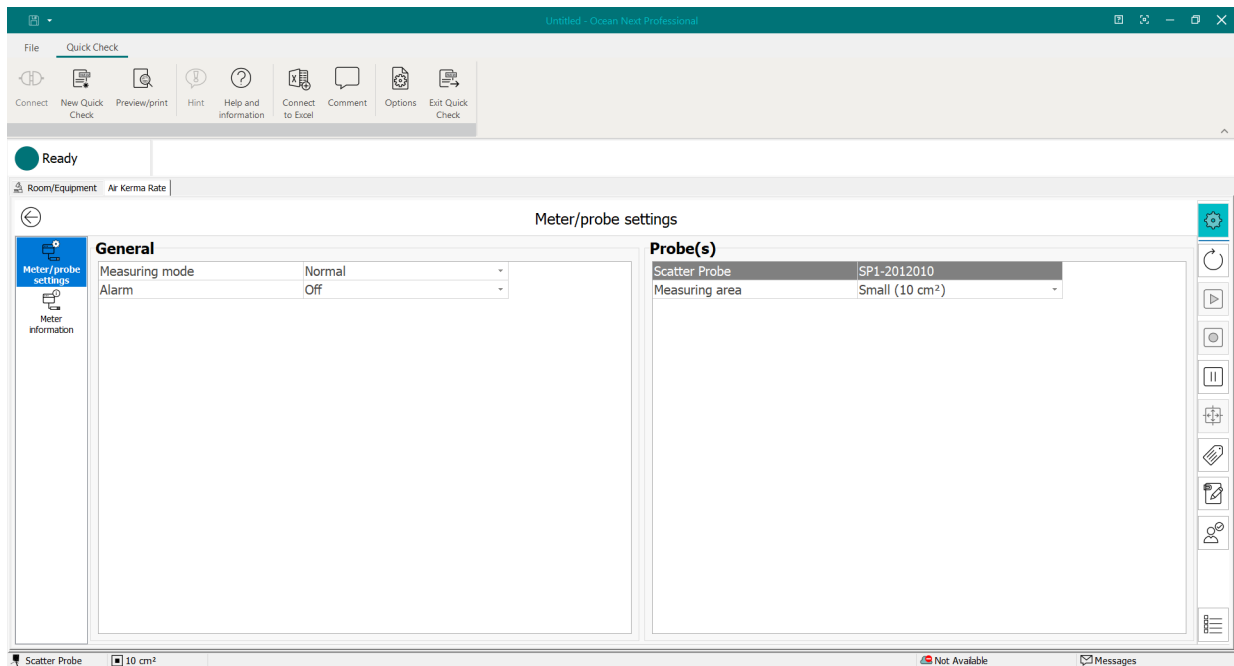 Untitled - Ocean Next Professional
File Quick Check
Connect New Quick Check Preview/print Hint Help and information Connect to Excel Comment Options Exit Quick Check
Ready
Room/Equipment Air Kerma Rate
Meter/probe settings
Meter/probe settings
Meter information
General
Measuring mode Normal
Alarm Off
Probe(s)
Scatter Probe SP1-2012010
Measuring area Small (10 cm²)
Scatter Probe 10 cm² Not Available Messages